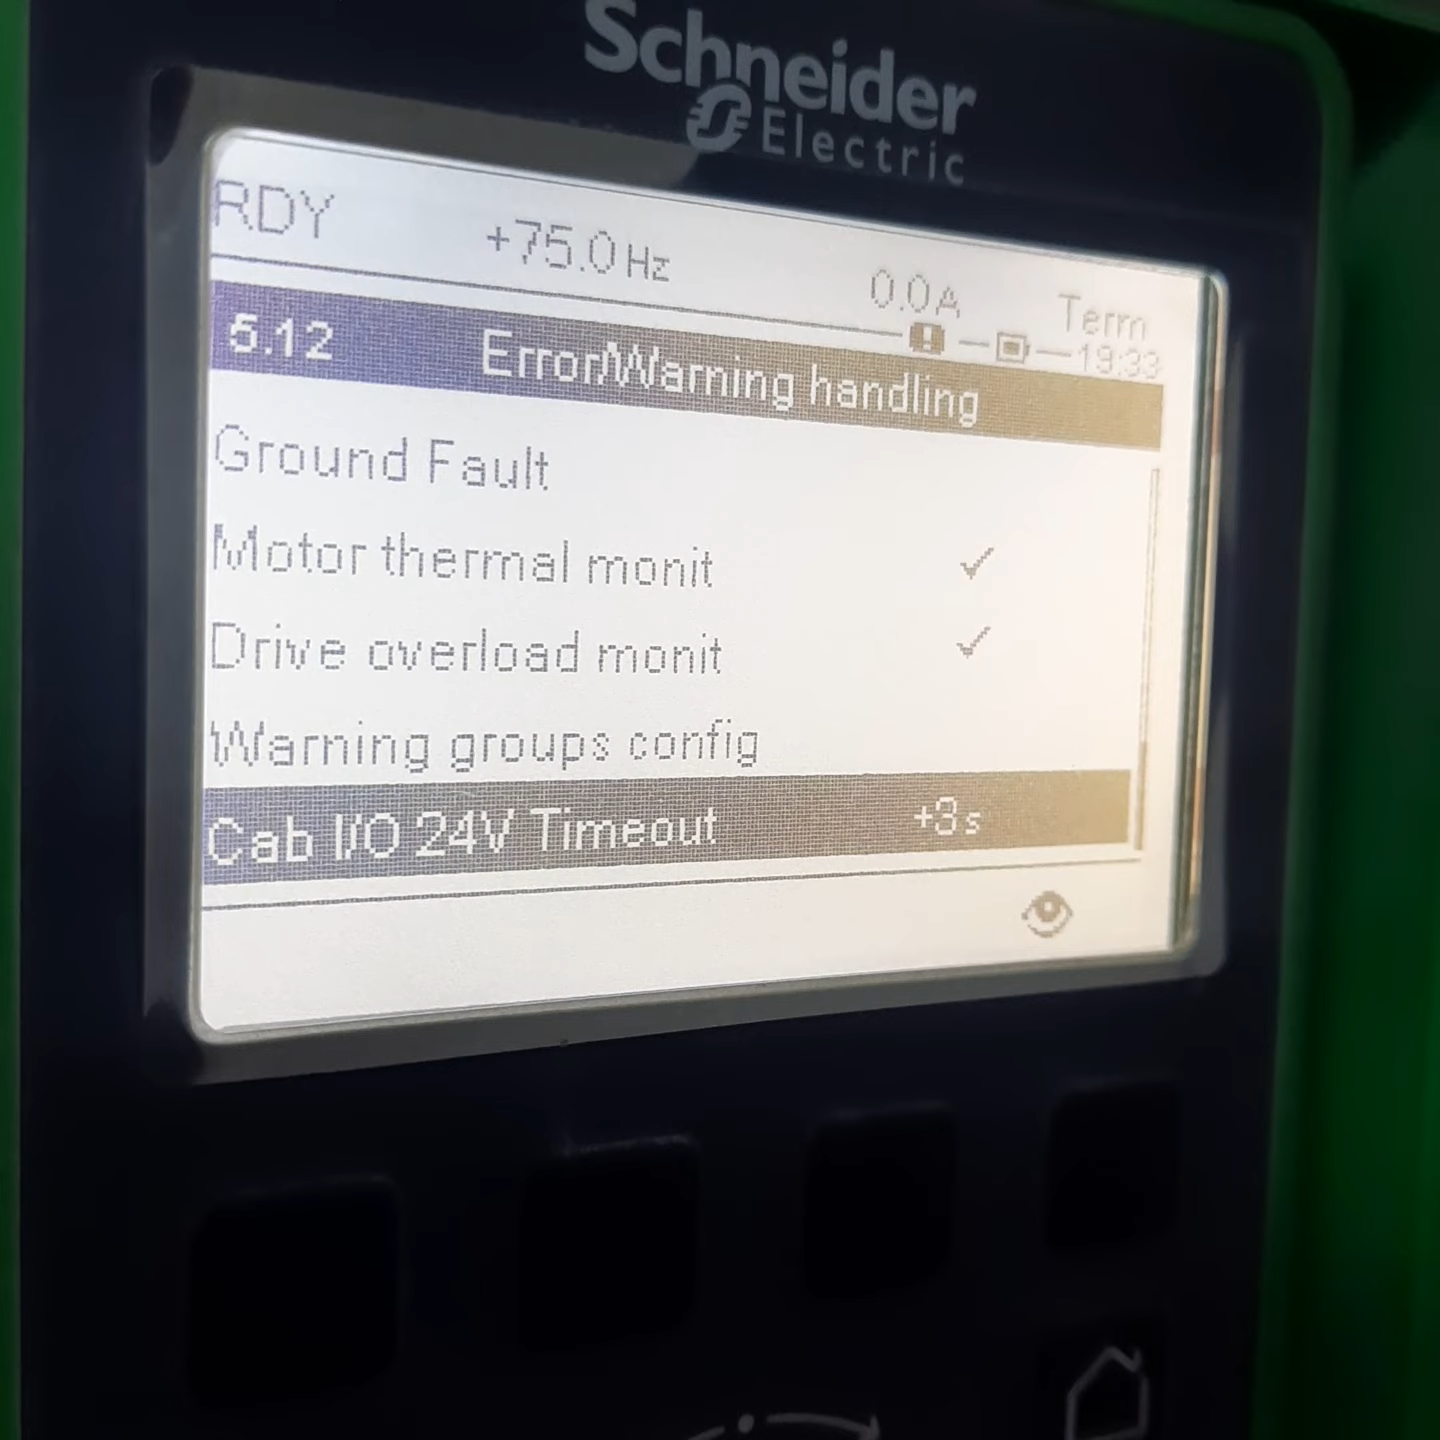 Schneider
Electric
RDY +75.0 Hz 0.0A Term
19:33
5.12 Error/Warning handling
Ground Fault
Motor thermal monit ✓
Drive overload monit ✓
Warning groups config
Cab I/O 24V Timeout +3 s